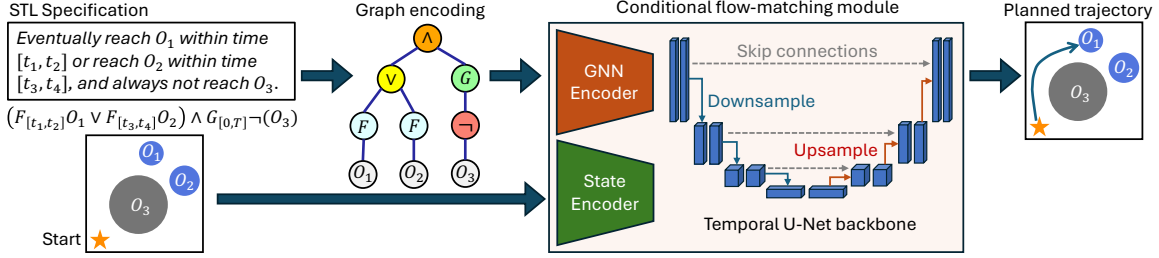 STL Specification
Eventually reach O₁ within time
[t₁, t₂] or reach O₂ within time
[t₃, t₄], and always not reach O₃.
(F[t₁,t₂]O₁ ∨ F[t₃,t₄]O₂) ∧ G[0,T]¬(O₃)
O₁
O₂
O₃
Start
Graph encoding
∧
∨
G
F
F
¬
O₁
O₂
O₃
Conditional flow-matching module
GNN
Encoder
State
Encoder
Skip connections
Downsample
Upsample
Temporal U-Net backbone
Planned trajectory
O₁
O₂
O₃